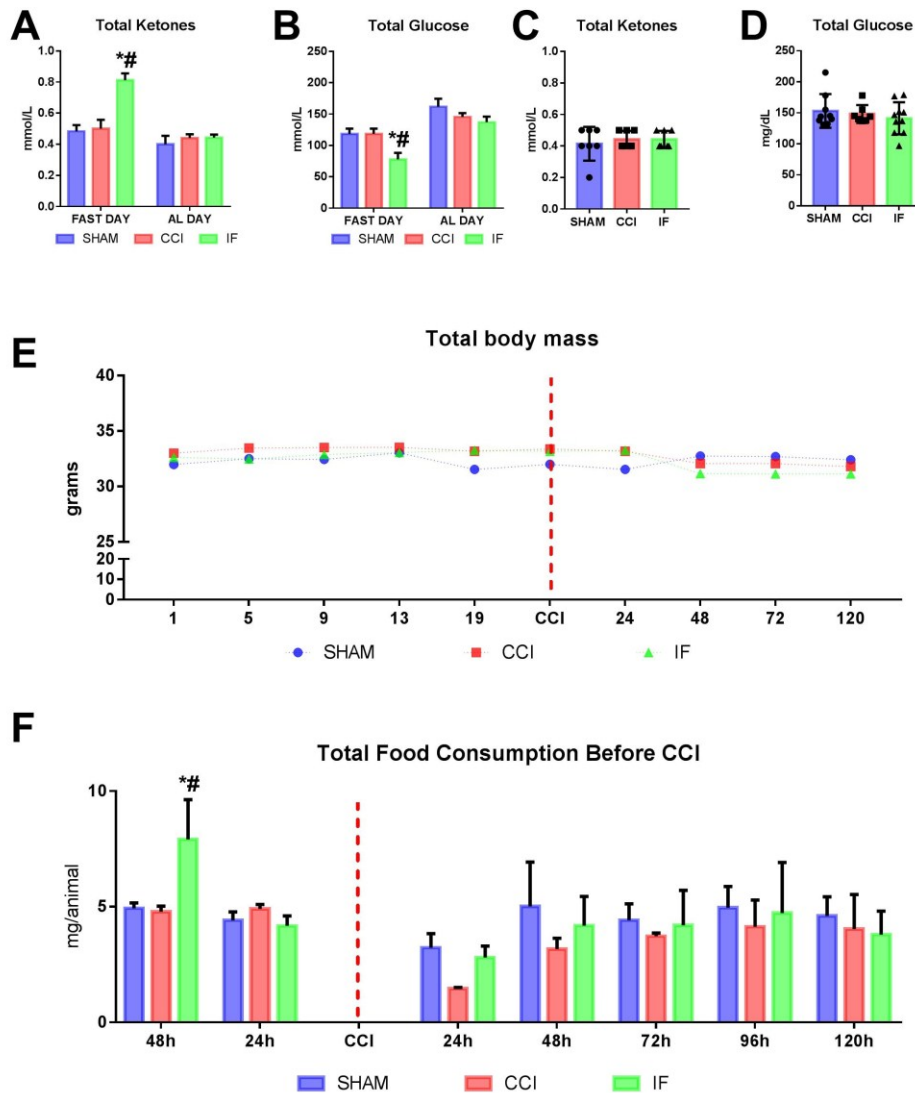 A
Total Ketones
mmol/L
1.0
0.8
0.6
0.4
0.2
0.0
*#
FAST DAY
AL DAY
SHAM
CCI
IF
B
Total Glucose
mmol/L
250
200
150
100
50
0
*#
FAST DAY
AL DAY
SHAM
CCI
IF
C
Total Ketones
mmol/L
1.0
0.8
0.6
0.4
0.2
0.0
SHAM
CCI
IF
D
Total Glucose
mg/dL
250
200
150
100
50
0
SHAM
CCI
IF
E
Total body mass
grams
40
35
30
25
20
10
0
1 5 9 13 19 CCI 24 48 72 120
SHAM
CCI
IF
F
Total Food Consumption Before CCI
mg/animal
10
5
0
*#
48h 24h CCI 24h 48h 72h 96h 120h
SHAM
CCI
IF